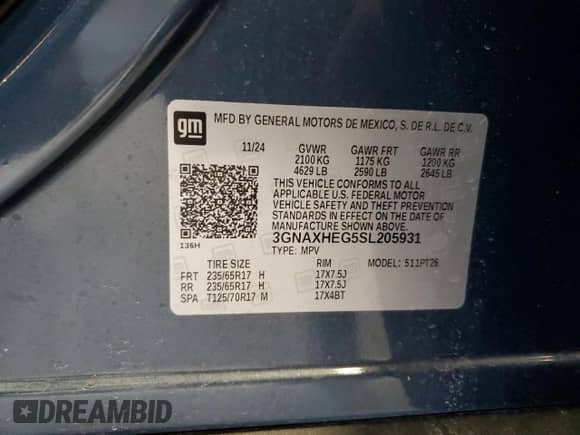 gm
MFD BY GENERAL MOTORS DE MEXICO, S. DE R.L. DE C.V.
11/24 GVWR GAWR FRT GAWR RR
2100 KG 1175 KG 1200 KG
4629 LB 2590 LB 2645 LB
THIS VEHICLE CONFORMS TO ALL
APPLICABLE U.S. FEDERAL MOTOR
VEHICLE SAFETY AND THEFT PREVENTION
STANDARDS IN EFFECT ON THE DATE OF
MANUFACTURE SHOWN ABOVE.
136H
3GNAXHEG5SL205931
TYPE: MPV MODEL: 511PT26
TIRE SIZE RIM
FRT 235/65R17 H 17X7.5J
RR 235/65R17 H 17X7.5J
SPA T125/70R17 M 17X4BT
DREAMBID